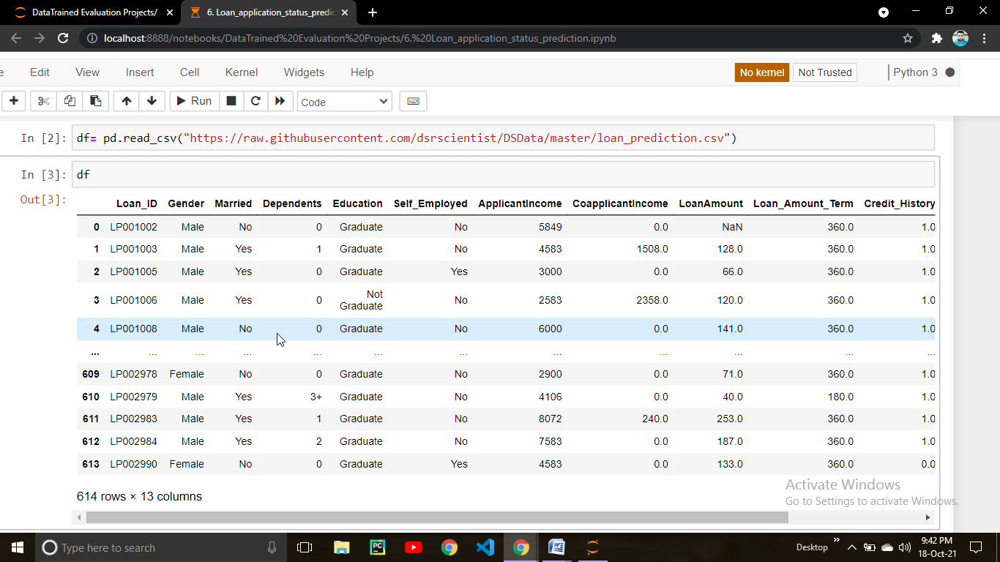 DataTrained Evaluation Projects/
6. Loan_application_status_predic
localhost:8888/notebooks/DataTrained%20Evaluation%20Projects/6.%20Loan_application_status_prediction.ipynb
e Edit View Insert Cell Kernel Widgets Help No kernel Not Trusted Python 3
Run Code
In [2]: df= pd.read_csv("https://raw.githubusercontent.com/dsrscientist/DSData/master/loan_prediction.csv")
In [3]: df
Out[3]:
Loan_ID Gender Married Dependents Education Self_Employed ApplicantIncome CoapplicantIncome LoanAmount Loan_Amount_Term Credit_History
0 LP001002 Male No 0 Graduate No 5849 0.0 NaN 360.0 1.0
1 LP001003 Male Yes 1 Graduate No 4583 1508.0 128.0 360.0 1.0
2 LP001005 Male Yes 0 Graduate Yes 3000 0.0 66.0 360.0 1.0
3 LP001006 Male Yes 0 Not Graduate No 2583 2358.0 120.0 360.0 1.0
4 LP001008 Male No 0 Graduate No 6000 0.0 141.0 360.0 1.0
... ... ... ... ... ... ... ... ... ... ... ...
609 LP002978 Female No 0 Graduate No 2900 0.0 71.0 360.0 1.0
610 LP002979 Male Yes 3+ Graduate No 4106 0.0 40.0 180.0 1.0
611 LP002983 Male Yes 1 Graduate No 8072 240.0 253.0 360.0 1.0
612 LP002984 Male Yes 2 Graduate No 7583 0.0 187.0 360.0 1.0
613 LP002990 Female No 0 Graduate Yes 4583 0.0 133.0 360.0 0.0
614 rows × 13 columns
Activate Windows
Go to Settings to activate Windows.
Type here to search
Desktop
9:42 PM
18-Oct-21